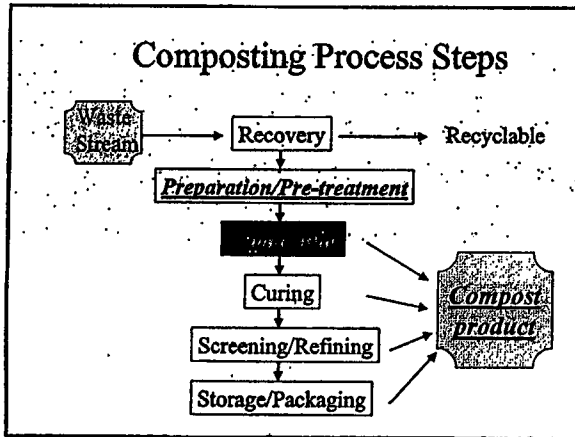 Composting Process Steps
Waste
Stream
Recovery
Recyclable
Preparation/Pre-treatment
Curing
Compost
product
Screening/Refining
Storage/Packaging